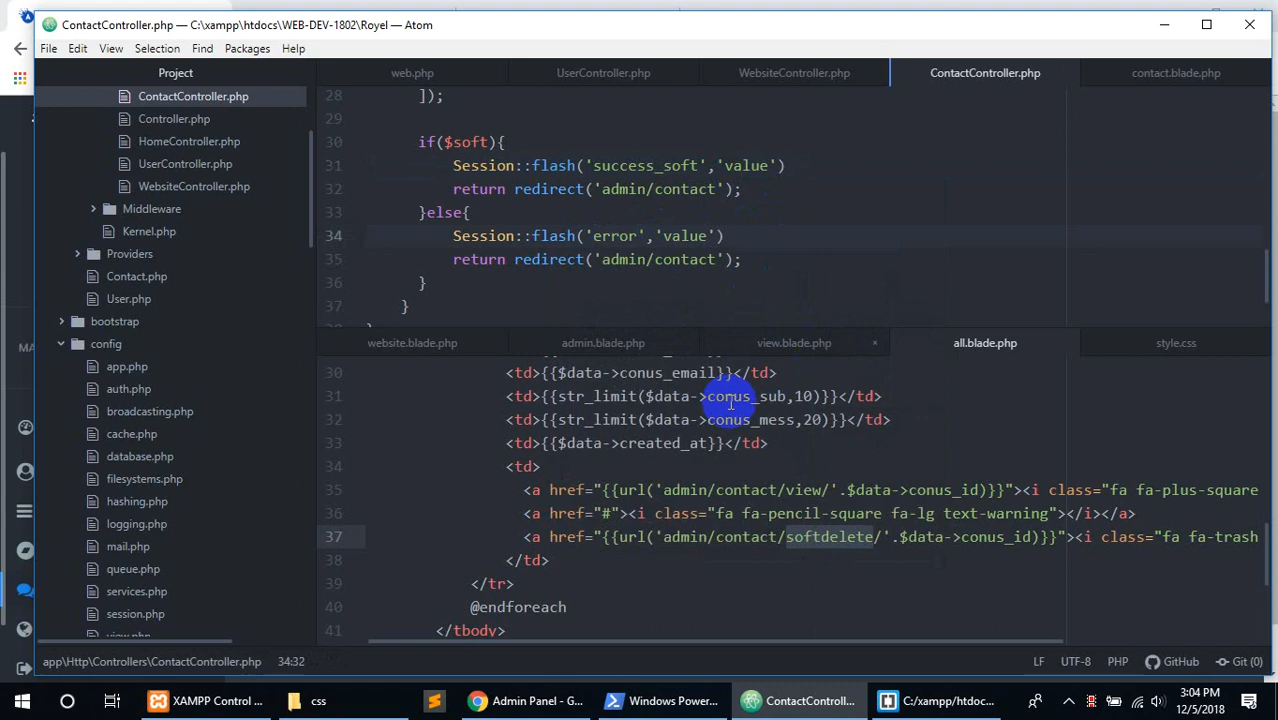 ContactController.php — C:\xampp\htdocs\WEB-DEV-1802\Royel — Atom
File Edit View Selection Find Packages Help
Project
ContactController.php
Controller.php
HomeController.php
UserController.php
WebsiteController.php
Middleware
Kernel.php
Providers
Contact.php
User.php
bootstrap
config
app.php
auth.php
broadcasting.php
cache.php
database.php
filesystems.php
hashing.php
logging.php
mail.php
queue.php
services.php
session.php
view.php
web.php UserController.php WebsiteController.php ContactController.php contact.blade.php
28 ]);
29
30 if($soft){
31 Session::flash('success_soft','value')
32 return redirect('admin/contact');
33 }else{
34 Session::flash('error','value')
35 return redirect('admin/contact');
36 }
37 }
website.blade.php admin.blade.php view.blade.php × all.blade.php style.css
30 <td>{{$data->conus_email}}</td>
31 <td>{{str_limit($data->conus_sub,10)}}</td>
32 <td>{{str_limit($data->conus_mess,20)}}</td>
33 <td>{{$data->created_at}}</td>
34 <td>
35 <a href="{{url('admin/contact/view/'.$data->conus_id)}}"><i class="fa fa-plus-square
36 <a href="#"><i class="fa fa-pencil-square fa-lg text-warning"></i></a>
37 <a href="{{url('admin/contact/softdelete/'.$data->conus_id)}}"><i class="fa fa-trash
38 </td>
39 </tr>
40 @endforeach
41 </tbody>
app\Http\Controllers\ContactController.php 34:32 LF UTF-8 PHP GitHub Git (0)
XAMPP Control ... css Admin Panel - G... Windows Power... ContactControll... C:/xampp/htdoc... 3:04 PM
12/5/2018